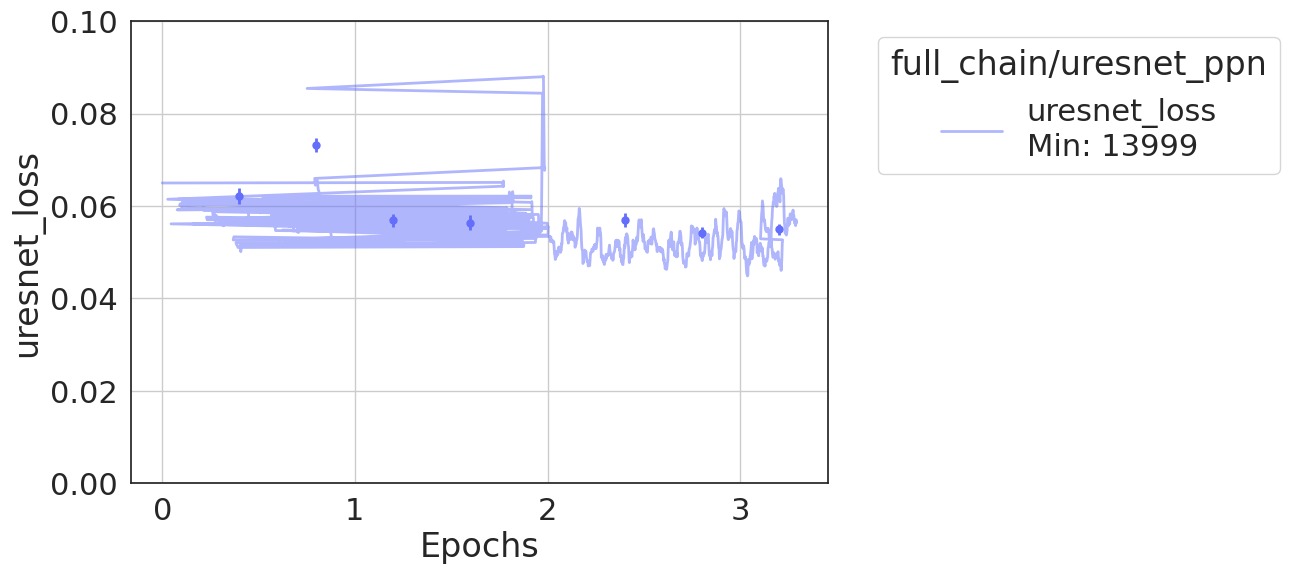 0.10
0.08
0.06
0.04
0.02
0.00
uresnet_loss
0 1 2 3
Epochs
full_chain/uresnet_ppn
uresnet_loss
Min: 13999